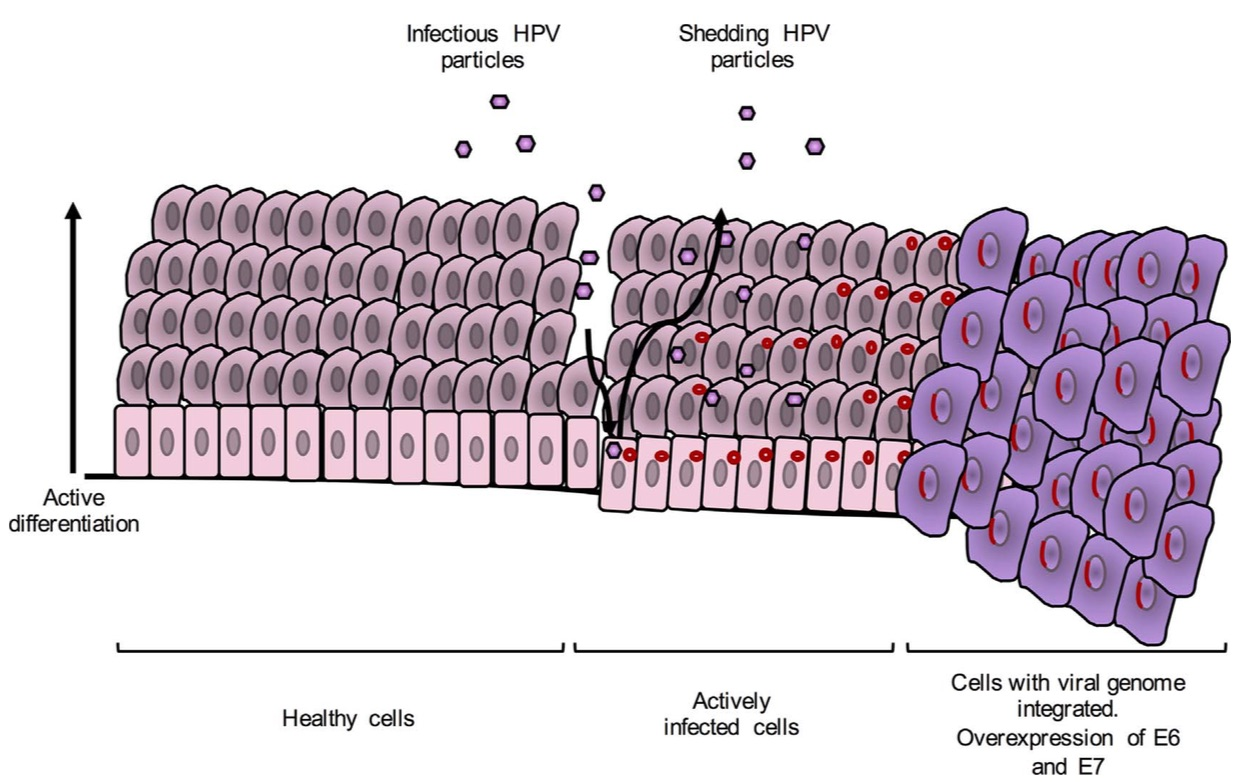 Infectious HPV
particles
Shedding HPV
particles
Active
differentiation
Healthy cells
Actively
infected cells
Cells with viral genome
integrated.
Overexpression of E6
and E7